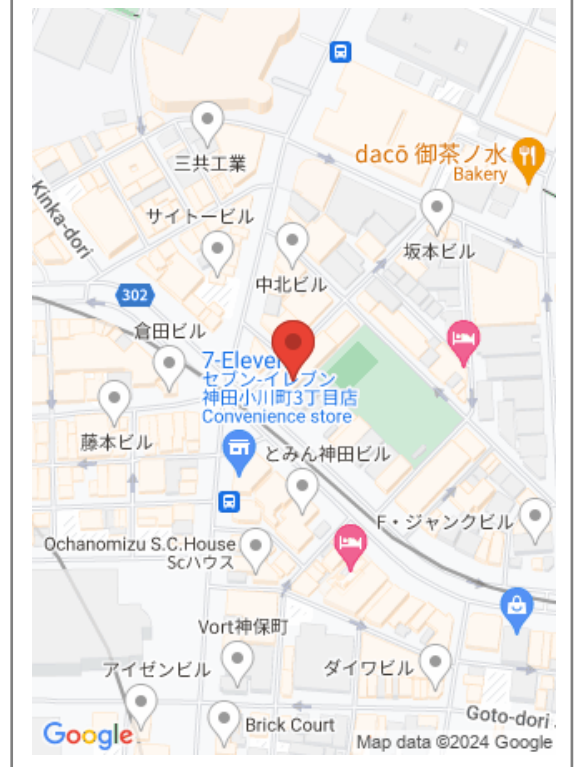 三共工業
dacō 御茶ノ水
Bakery
Kinka-dori
サイトービル
坂本ビル
中北ビル
302
倉田ビル
7-Eleven
セブン-イレブン
神田小川町3丁目店
Convenience store
藤本ビル
とみん神田ビル
F・ジャンクビル
Ochanomizu S.C.House
Scハウス
Vort神保町
アイゼンビル
ダイワビル
Goto-dori
Brick Court
Google
Map data ©2024 Google